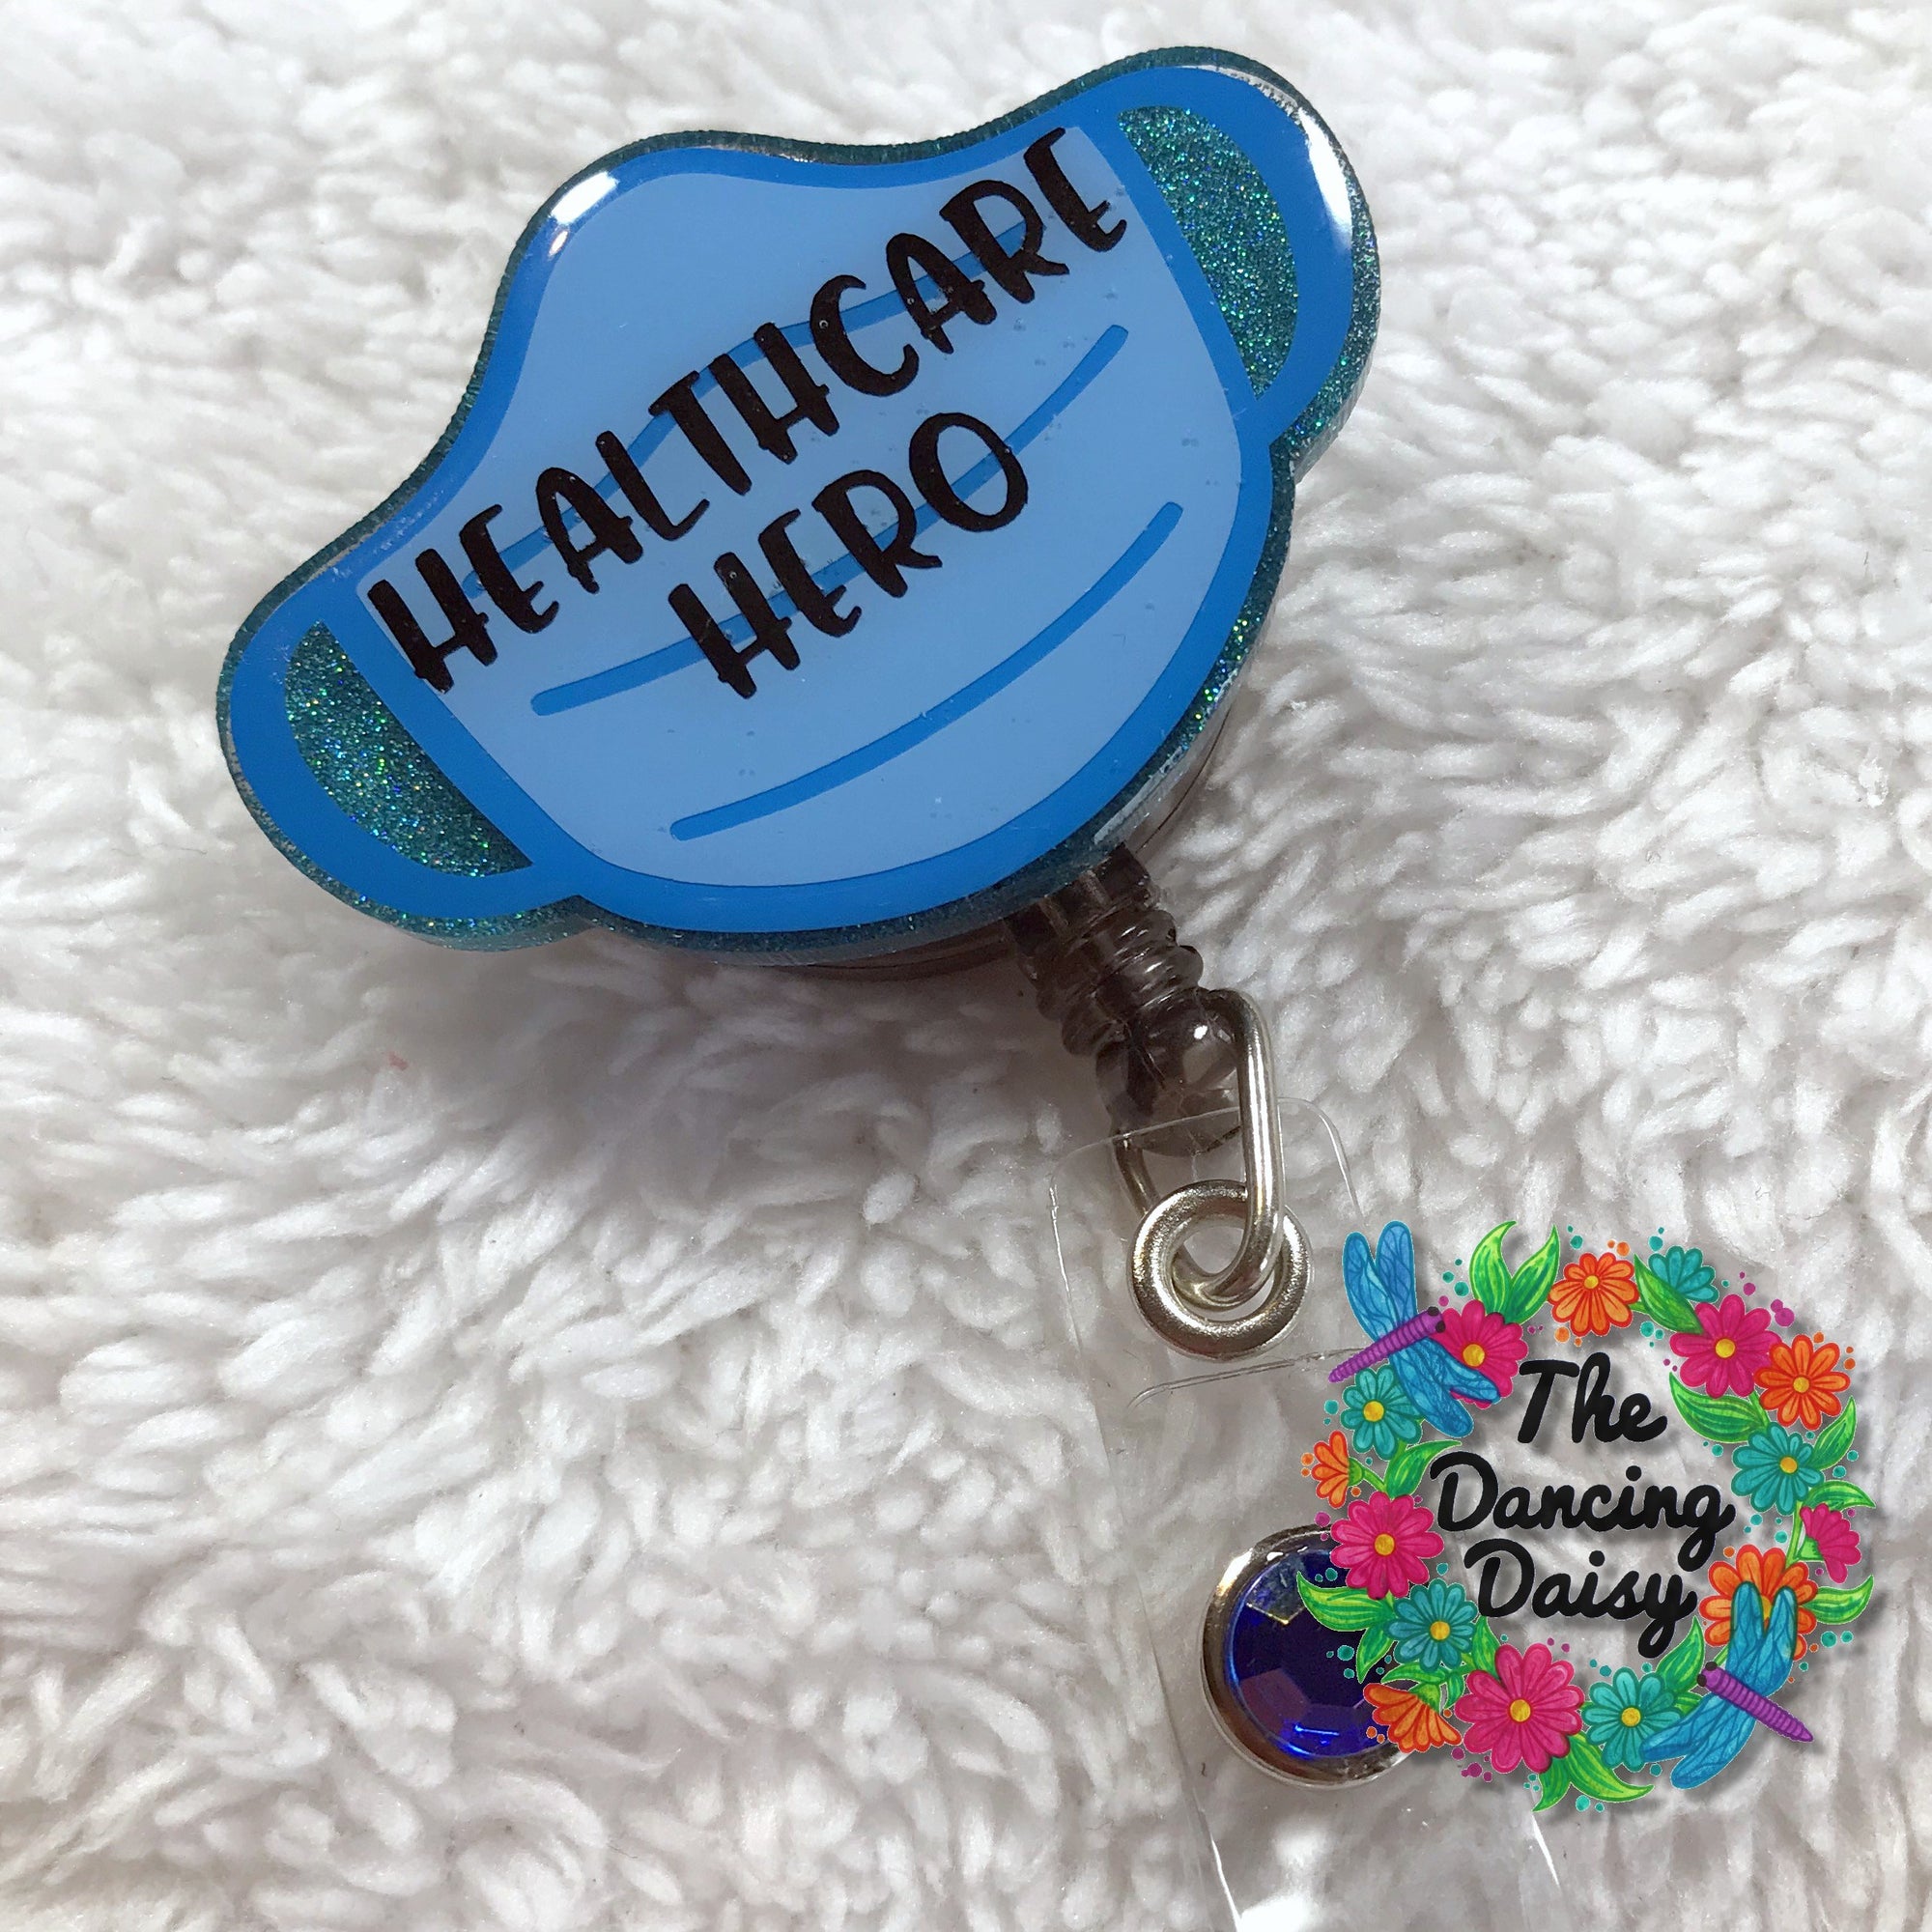 HEALTHCARE
HERO
The
Dancing
Daisy